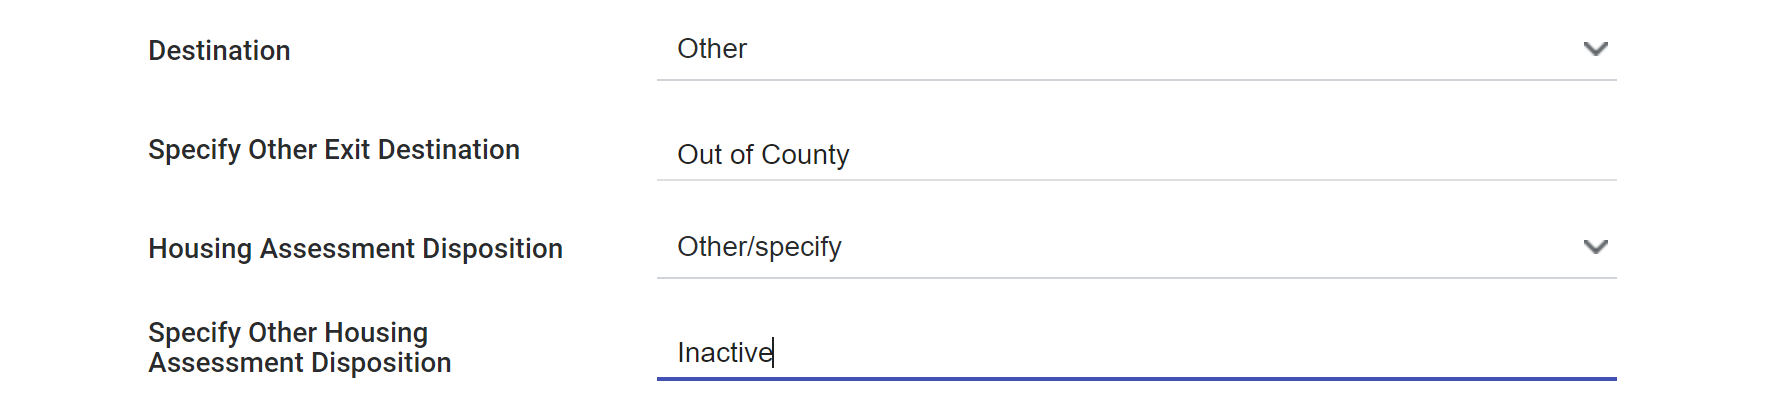 Destination
Other
Specify Other Exit Destination
Out of County
Housing Assessment Disposition
Other/specify
Specify Other Housing
Assessment Disposition
Inactive